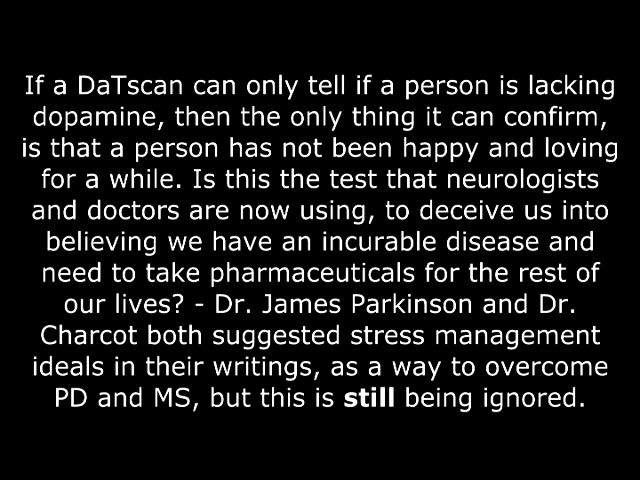 If a DaTscan can only tell if a person is lacking
dopamine, then the only thing it can confirm,
is that a person has not been happy and loving
for a while. Is this the test that neurologists
and doctors are now using, to deceive us into
believing we have an incurable disease and
need to take pharmaceuticals for the rest of
our lives? - Dr. James Parkinson and Dr.
Charcot both suggested stress management
ideals in their writings, as a way to overcome
PD and MS, but this is still being ignored.